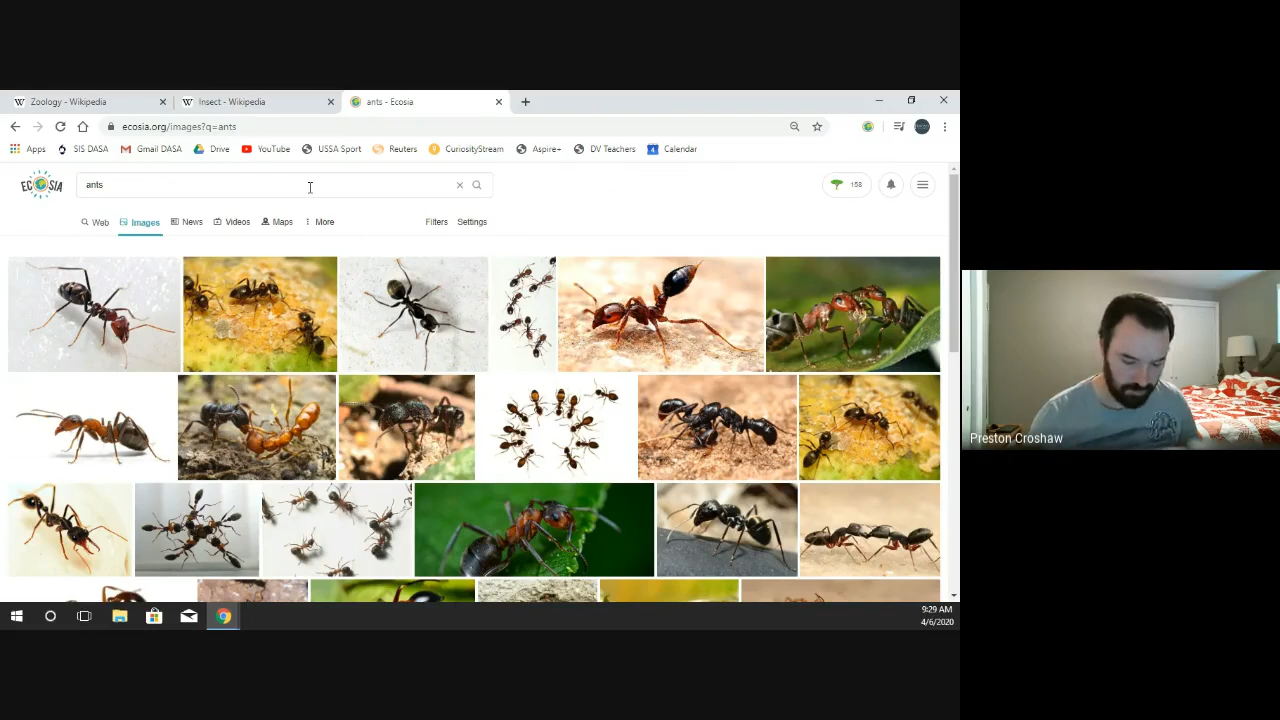 Zoology - Wikipedia
Insect - Wikipedia
ants - Ecosia
ecosia.org/images?q=ants
Apps
SIS DASA
Gmail DASA
Drive
YouTube
USSA Sport
Reuters
CuriosityStream
Aspire+
DV Teachers
4
Calendar
ECOSIA
ants
158
Web
Images
News
Videos
Maps
More
Filters
Settings
Preston Croshaw
9:29 AM
4/6/2020